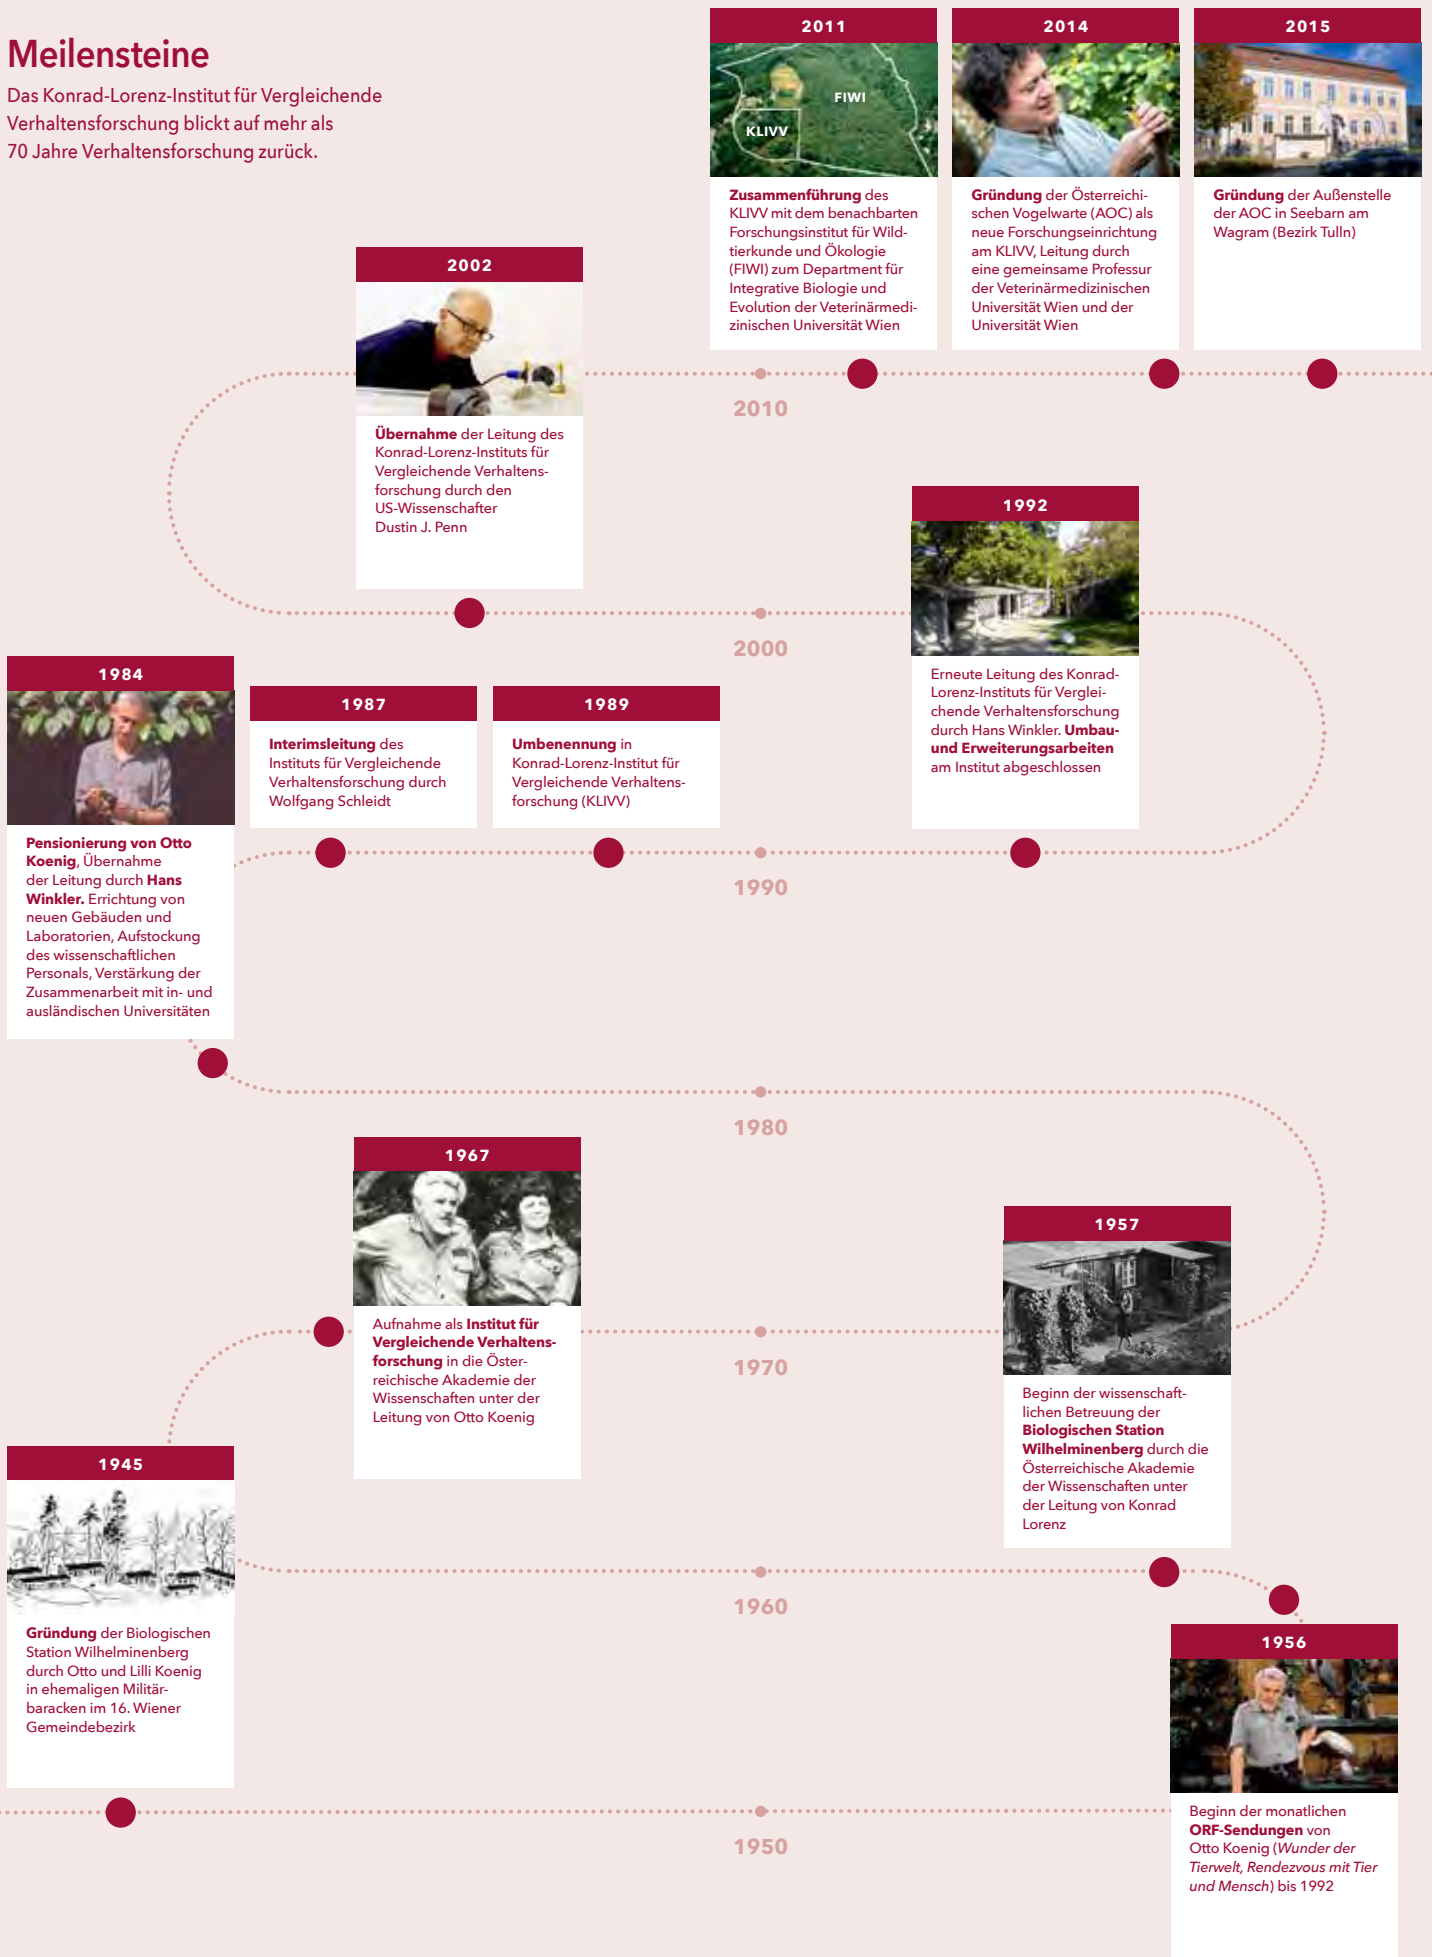 Meilensteine
Das Konrad-Lorenz-Institut für Vergleichende
Verhaltensforschung blickt auf mehr als
70 Jahre Verhaltensforschung zurück.
2011
FIWI
KLIVV
Zusammenführung des
KLIVV mit dem benachbarten
Forschungsinstitut für Wild-
tierkunde und Ökologie
(FIWI) zum Department für
Integrative Biologie und
Evolution der Veterinärmedi-
zinischen Universität Wien
2014
Gründung der Österreichi-
schen Vogelwarte (AOC) als
neue Forschungseinrichtung
am KLIVV, Leitung durch
eine gemeinsame Professur
der Veterinärmedizinischen
Universität Wien und der
Universität Wien
2015
Gründung der Außenstelle
der AOC in Seebarn am
Wagram (Bezirk Tulln)
2002
Übernahme der Leitung des
Konrad-Lorenz-Instituts für
Vergleichende Verhaltens-
forschung durch den
US-Wissenschafter
Dustin J. Penn
2010
1992
Erneute Leitung des Konrad-
Lorenz-Instituts für Verglei-
chende Verhaltensforschung
durch Hans Winkler. Umbau-
und Erweiterungsarbeiten
am Institut abgeschlossen
2000
1984
Pensionierung von Otto
Koenig, Übernahme
der Leitung durch Hans
Winkler. Errichtung von
neuen Gebäuden und
Laboratorien, Aufstockung
des wissenschaftlichen
Personals, Verstärkung der
Zusammenarbeit mit in- und
ausländischen Universitäten
1987
Interimsleitung des
Instituts für Vergleichende
Verhaltensforschung durch
Wolfgang Schleidt
1989
Umbenennung in
Konrad-Lorenz-Institut für
Vergleichende Verhaltens-
forschung (KLIVV)
1990
1980
1967
Aufnahme als Institut für
Vergleichende Verhaltens-
forschung in die Öster-
reichische Akademie der
Wissenschaften unter der
Leitung von Otto Koenig
1957
Beginn der wissenschaft-
lichen Betreuung der
Biologischen Station
Wilhelminenberg durch die
Österreichische Akademie
der Wissenschaften unter
der Leitung von Konrad
Lorenz
1970
1945
Gründung der Biologischen
Station Wilhelminenberg
durch Otto und Lilli Koenig
in ehemaligen Militär-
baracken im 16. Wiener
Gemeindebezirk
1960
1956
Beginn der monatlichen
ORF-Sendungen von
Otto Koenig (Wunder der
Tierwelt, Rendezvous mit Tier
und Mensch) bis 1992
1950